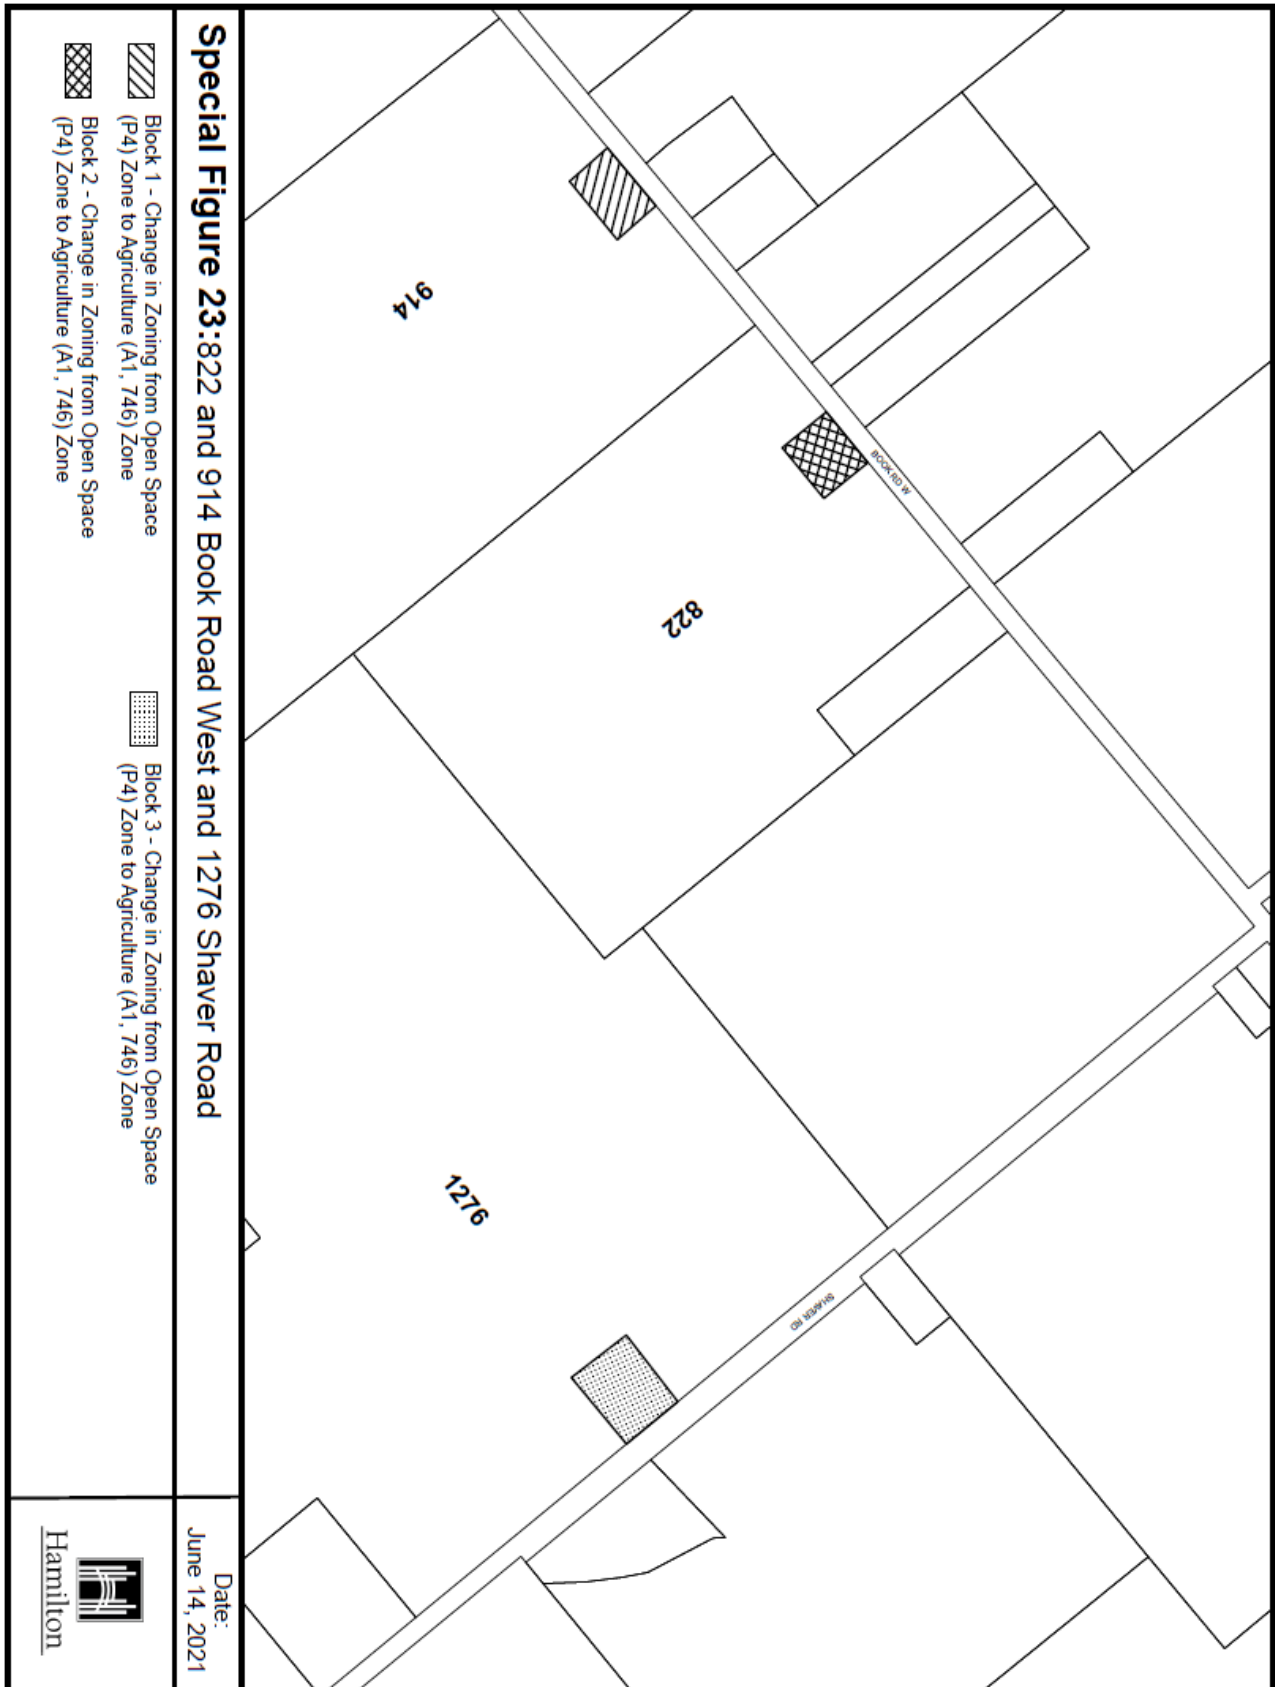 914
BOOK RD W
822
1276
SHAVER RD
Special Figure 23:822 and 914 Book Road West and 1276 Shaver Road
Date:
June 14, 2021
Block 1 - Change in Zoning from Open Space
(P4) Zone to Agriculture (A1, 746) Zone
Block 2 - Change in Zoning from Open Space
(P4) Zone to Agriculture (A1, 746) Zone
Block 3 - Change in Zoning from Open Space
(P4) Zone to Agriculture (A1, 746) Zone
Hamilton